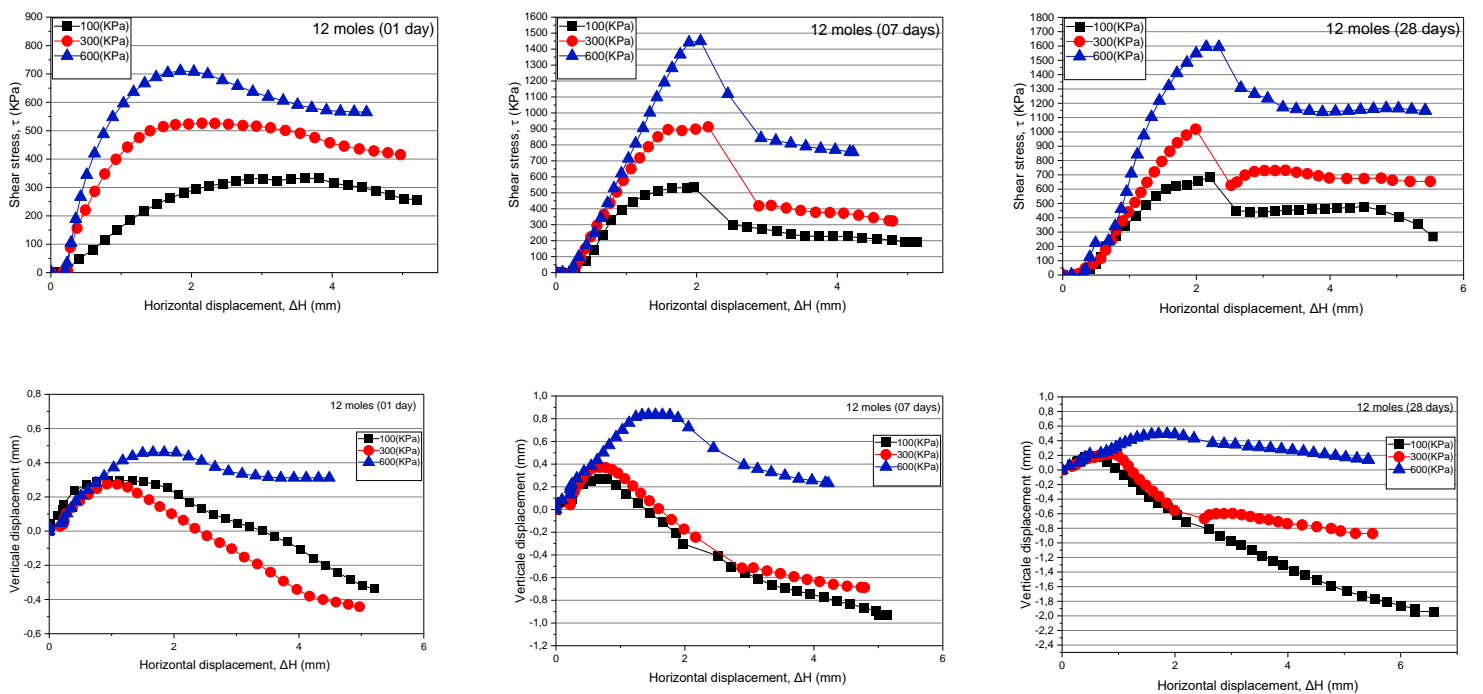 12 moles (01 day)
100(KPa)
300(KPa)
600(KPa)
900
800
700
600
500
400
300
200
100
0
0
2
4
Shear stress, τ (KPa)
Horizontal displacement, ΔH (mm)
12 moles (07 days)
100(KPa)
300(KPa)
600(KPa)
1600
1500
1400
1300
1200
1100
1000
900
800
700
600
500
400
300
200
100
0
0
2
4
Shear stress, τ (KPa)
Horizontal displacement, ΔH (mm)
12 moles (28 days)
100(KPa)
300(KPa)
600(KPa)
1800
1700
1600
1500
1400
1300
1200
1100
1000
900
800
700
600
500
400
300
200
100
0
0
2
4
6
Shear stress, τ (KPa)
Horizontal displacement, ΔH (mm)
12 moles (01 day)
100(KPa)
300(KPa)
600(KPa)
0,8
0,6
0,4
0,2
0,0
-0,2
-0,4
-0,6
0
2
4
6
Verticale displacement (mm)
Horizontal displacement, ΔH (mm)
12 moles (07 days)
100(KPa)
300(KPa)
600(KPa)
1,0
0,8
0,6
0,4
0,2
0,0
-0,2
-0,4
-0,6
-0,8
-1,0
-1,2
0
2
4
6
Verticale displacement (mm)
Horizontal displacement, ΔH (mm)
12 moles (28 days)
100(KPa)
300(KPa)
600(KPa)
1,0
0,8
0,6
0,4
0,2
0,0
-0,2
-0,4
-0,6
-0,8
-1,0
-1,2
-1,4
-1,6
-1,8
-2,0
-2,2
-2,4
0
2
4
6
Verticale displacement (mm)
Horizontal displacement, ΔH (mm)